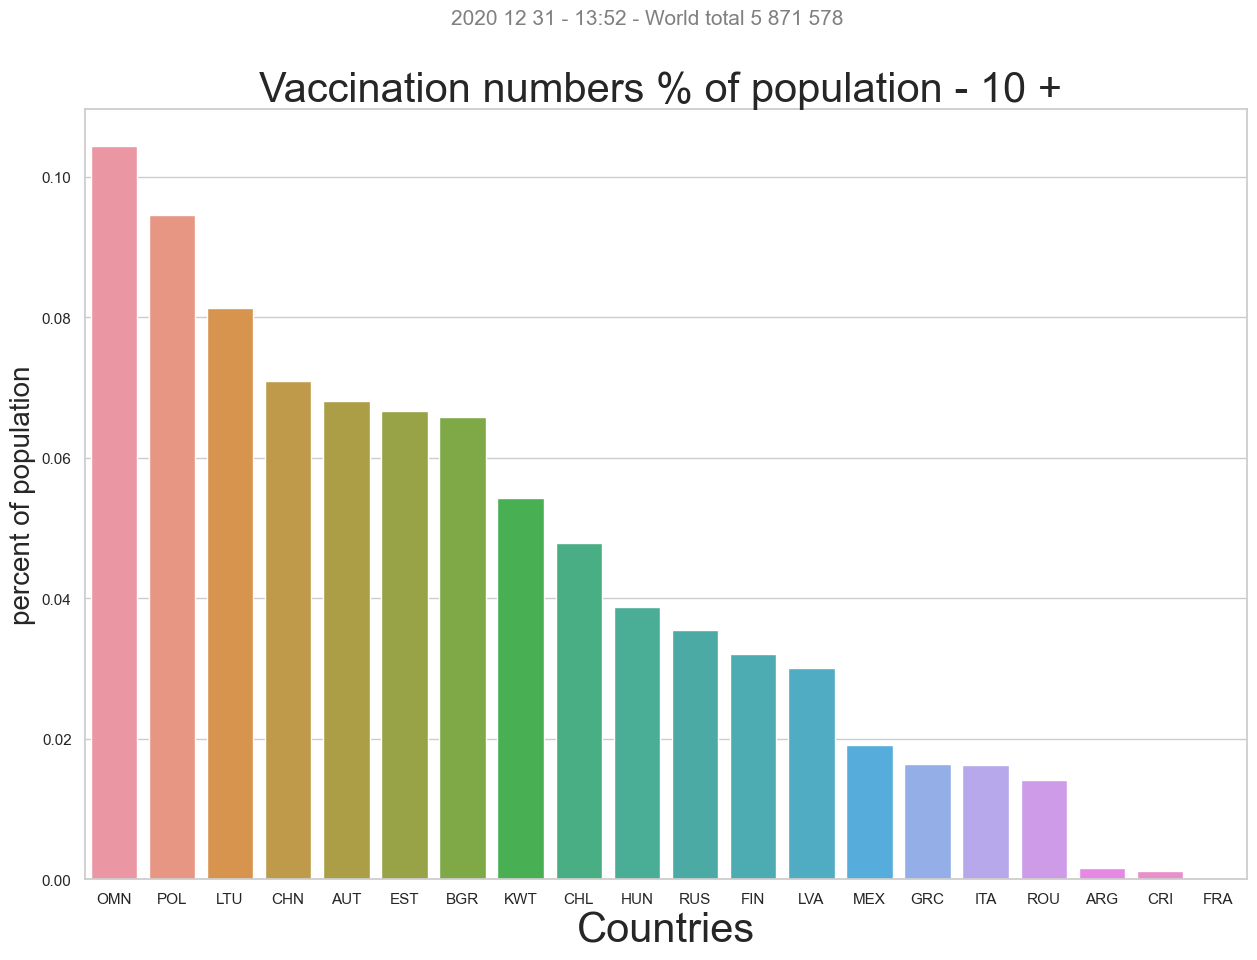 2020 12 31 - 13:52 - World total 5 871 578
Vaccination numbers % of population - 10 +
percent of population
0.10
0.08
0.06
0.04
0.02
0.00
OMN POL LTU CHN AUT EST BGR KWT CHL HUN RUS FIN LVA MEX GRC ITA ROU ARG CRI FRA
Countries